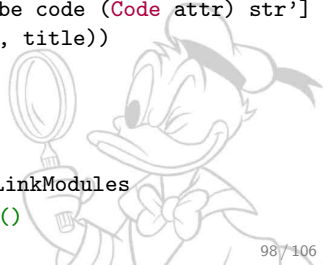 be code (Code attr) str']
, title))
LinkModules
()
98 / 106